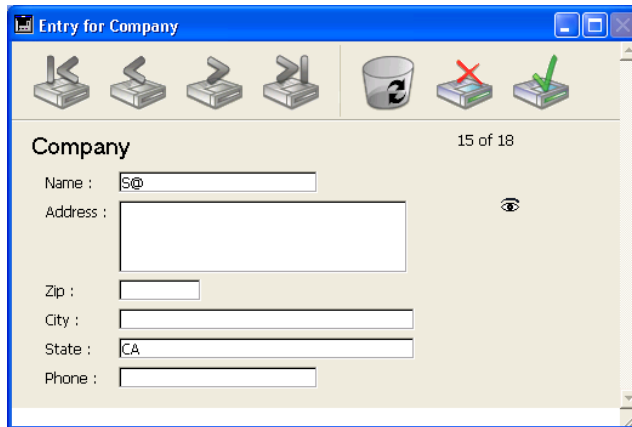 Entry for Company
Company
15 of 18
Name : S@
Address :
Zip :
City :
State : CA
Phone :